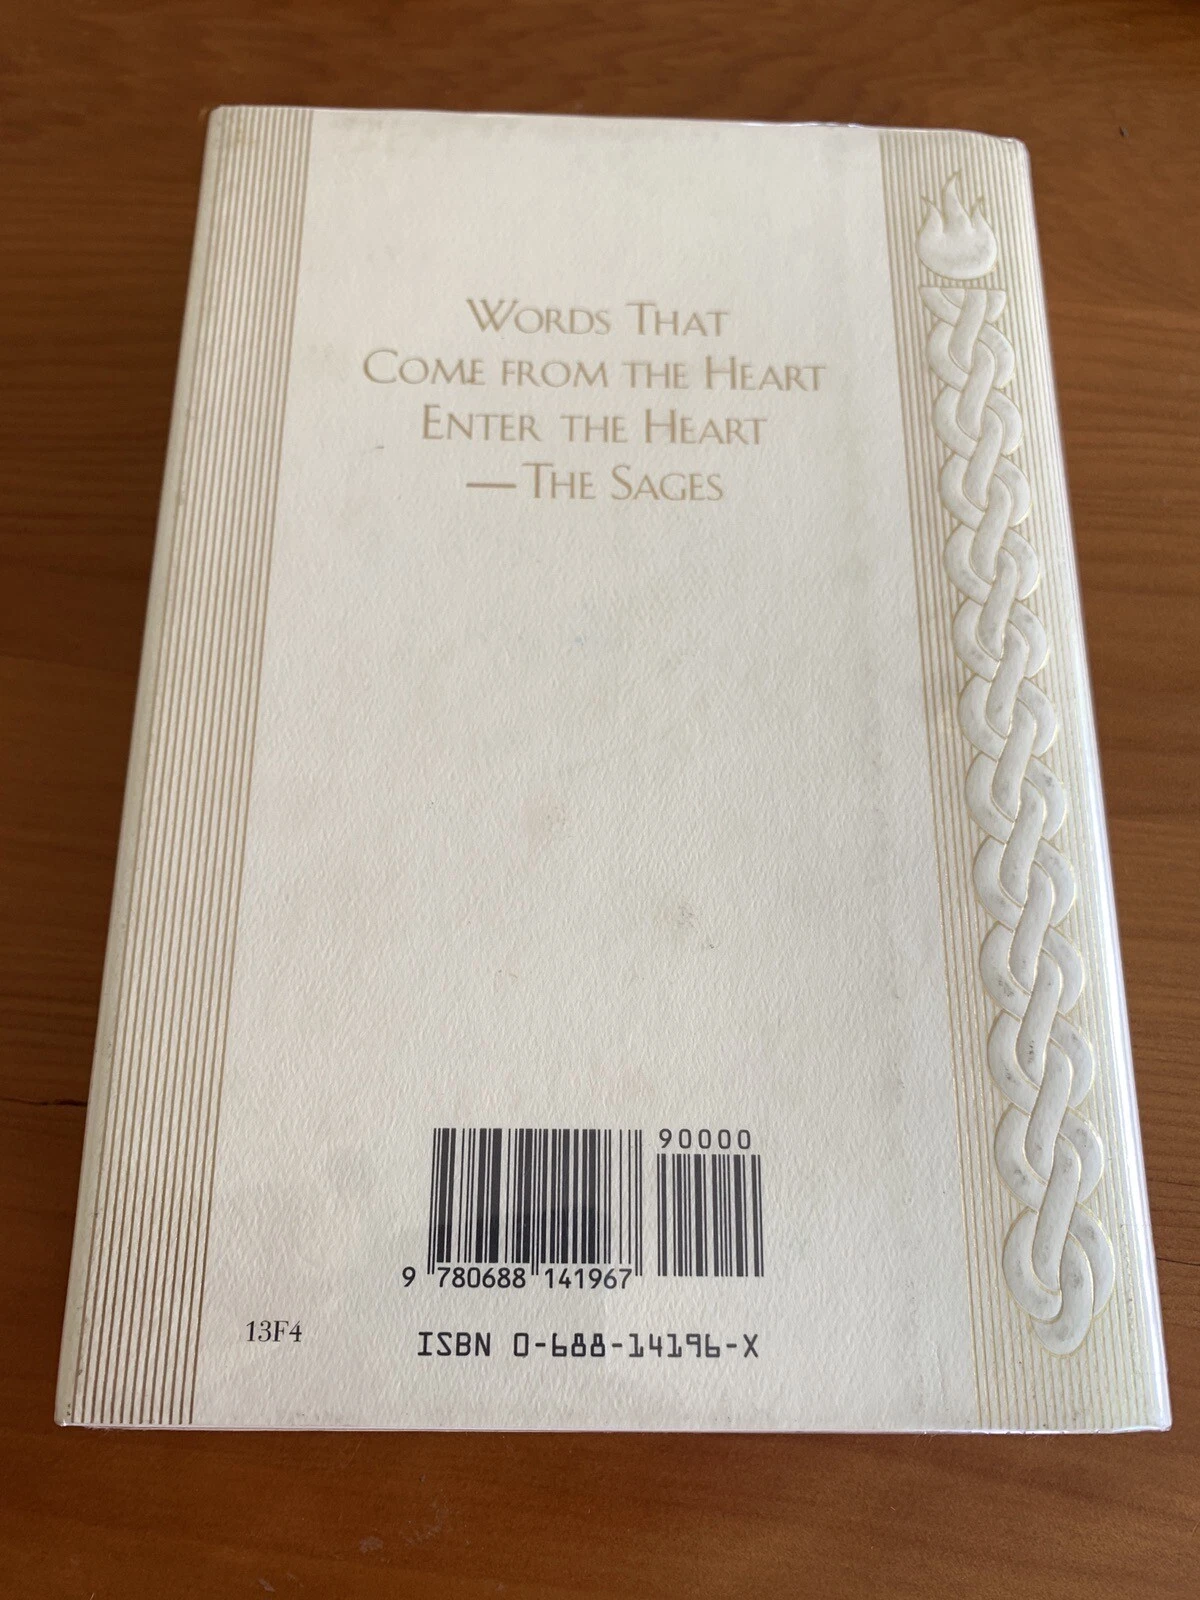 WORDS THAT
COME FROM THE HEART
ENTER THE HEART
—THE SAGES
90000
9 780688 141967
13F4
ISBN 0-688-14196-X